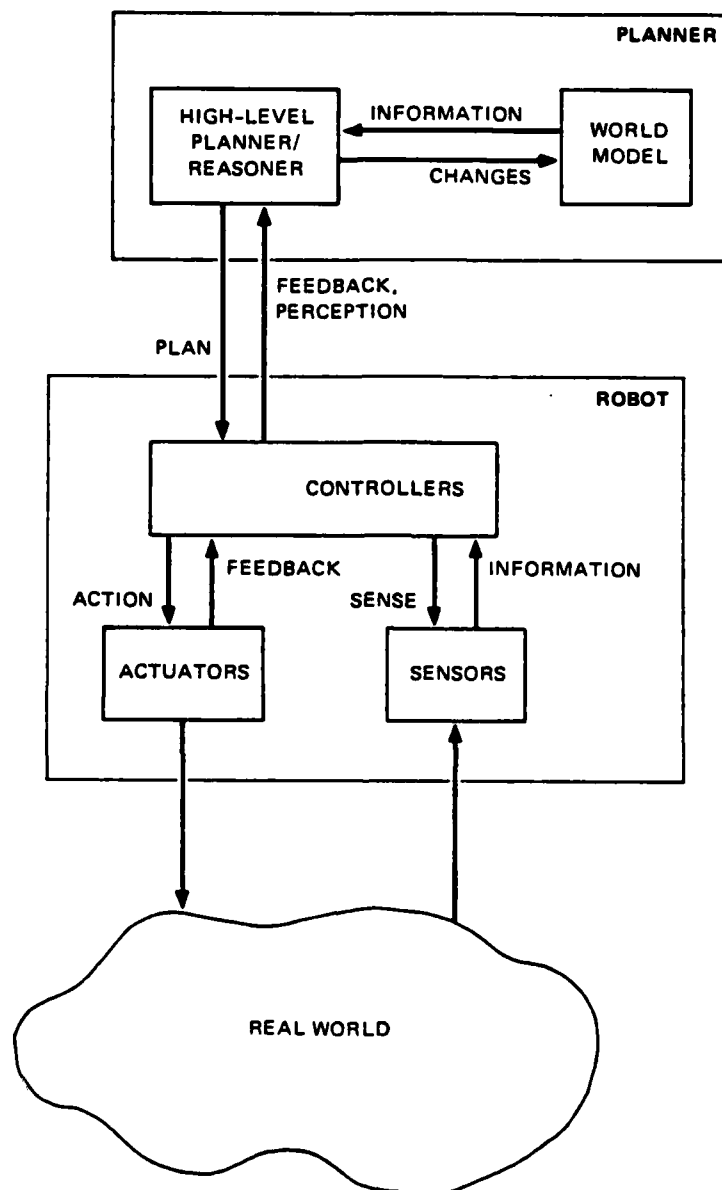 PLANNER
HIGH-LEVEL
PLANNER/
REASONER
INFORMATION
CHANGES
WORLD
MODEL
FEEDBACK,
PERCEPTION
PLAN
ROBOT
CONTROLLERS
ACTION
FEEDBACK
SENSE
INFORMATION
ACTUATORS
SENSORS
REAL WORLD